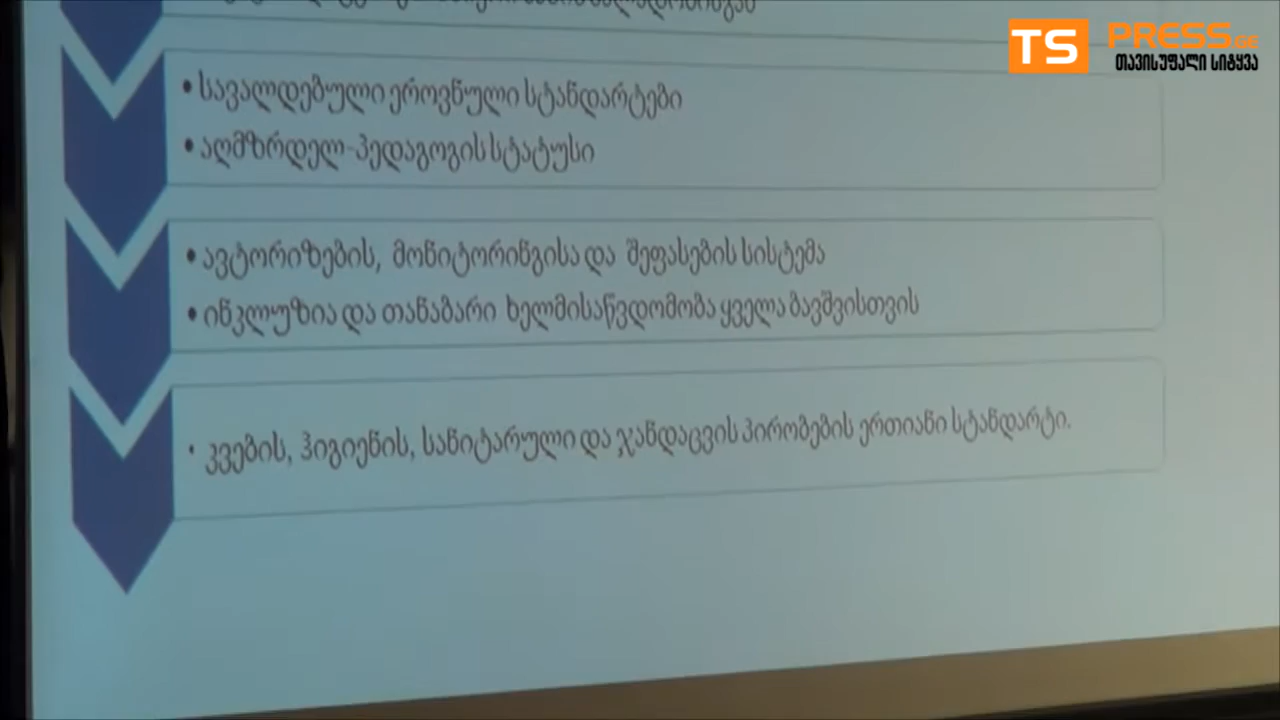 TS PRESS.GE
თავისუფალი სიტყვა
• სავალდებული ეროვნული სტანდარტები
• აღმზრდელ-პედაგოგის სტატუსი
• ავტორიზების, მონიტორინგისა და შეფასების სისტემა
• ინკლუზია და თანაბარი ხელმისაწვდომობა ყველა ბავშვისთვის
• კვების, ჰიგიენის, სანიტარული და ჯანდაცვის პირობების ერთიანი სტანდარტი.